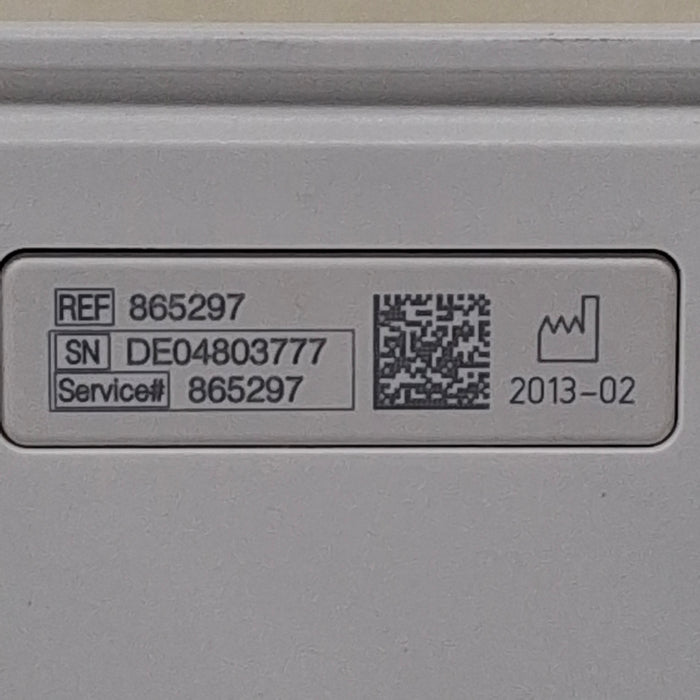 REF 865297
SN DE04803777
Service# 865297
2013-02